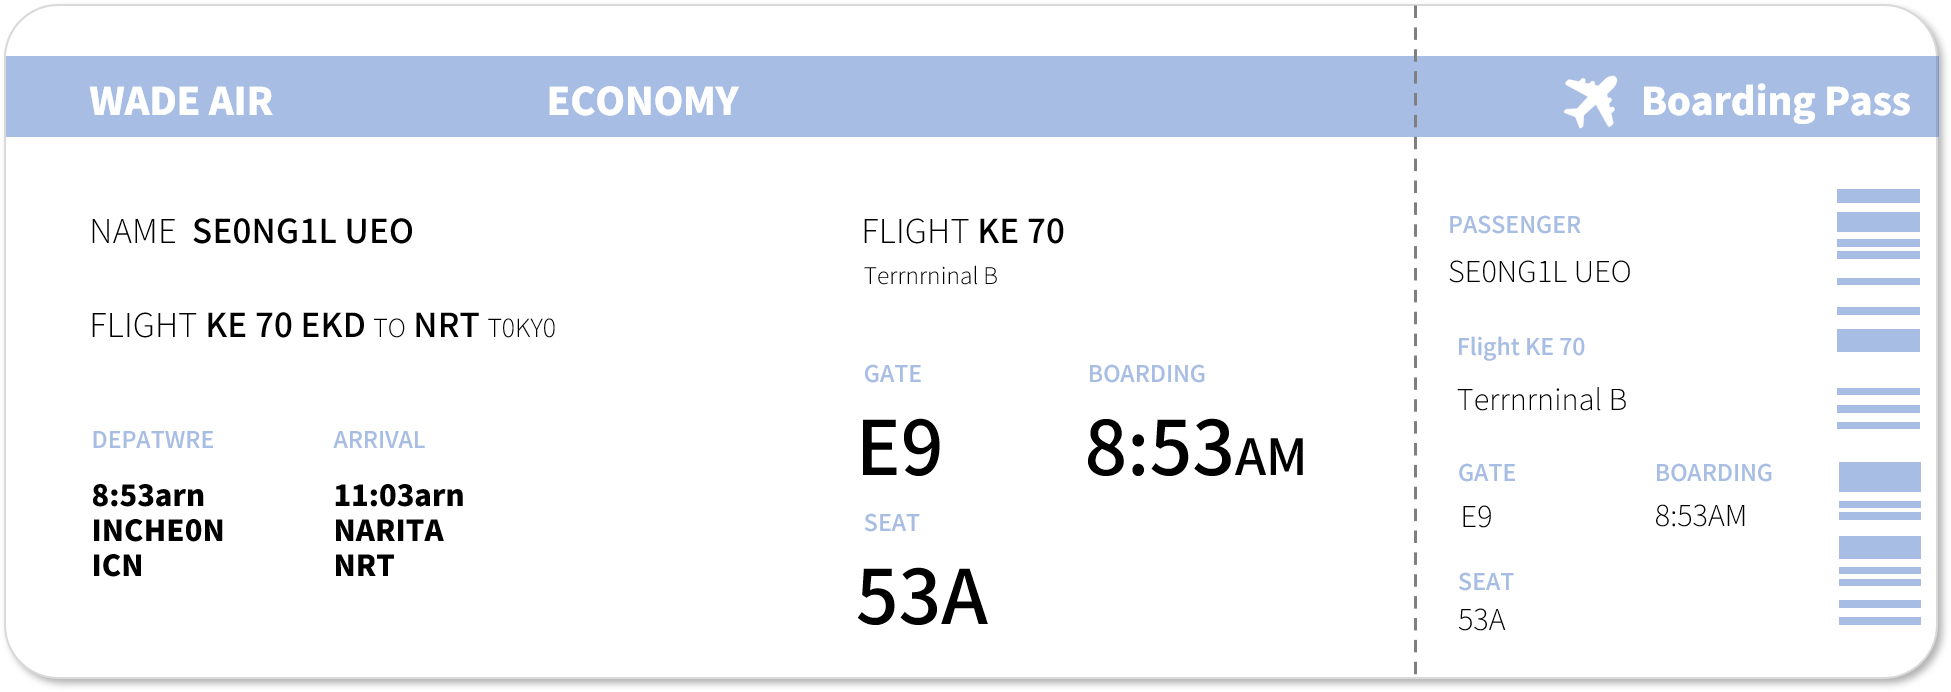 WADE AIR ECONOMY Boarding Pass
NAME SE0NG1L UEO
FLIGHT KE 70 EKD TO NRT T0KY0
DEPATWRE ARRIVAL
8:53arn 11:03arn
INCHE0N NARITA
ICN NRT
FLIGHT KE 70
Terrnrninal B
GATE BOARDING
E9 8:53AM
SEAT
53A
PASSENGER
SE0NG1L UEO
Flight KE 70
Terrnrninal B
GATE BOARDING
E9 8:53AM
SEAT
53A